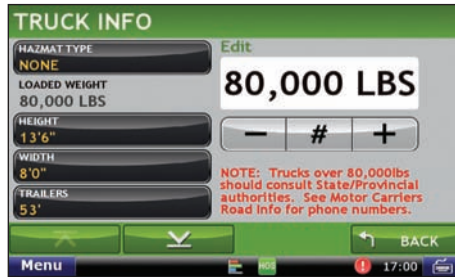 TRUCK INFO
HAZMAT TYPE
NONE
LOADED WEIGHT
80,000 LBS
HEIGHT
13'6"
WIDTH
8'0"
TRAILERS
53'
Edit
80,000 LBS
− # +
NOTE: Trucks over 80,000lbs
should consult State/Provincial
authorities. See Motor Carriers
Road Info for phone numbers.
BACK
Menu
HOS
! 17:00